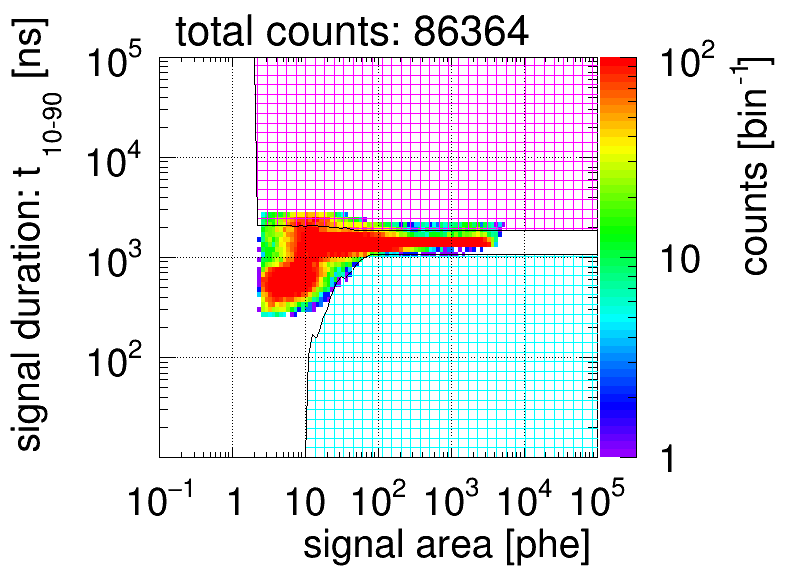 total counts: 86364
signal duration: t 10-90 [ns]
10^5
10^4
10^3
10^2
10^−1 1 10 10^2 10^3 10^4 10^5
signal area [phe]
10^2
10
1
counts [bin^-1]